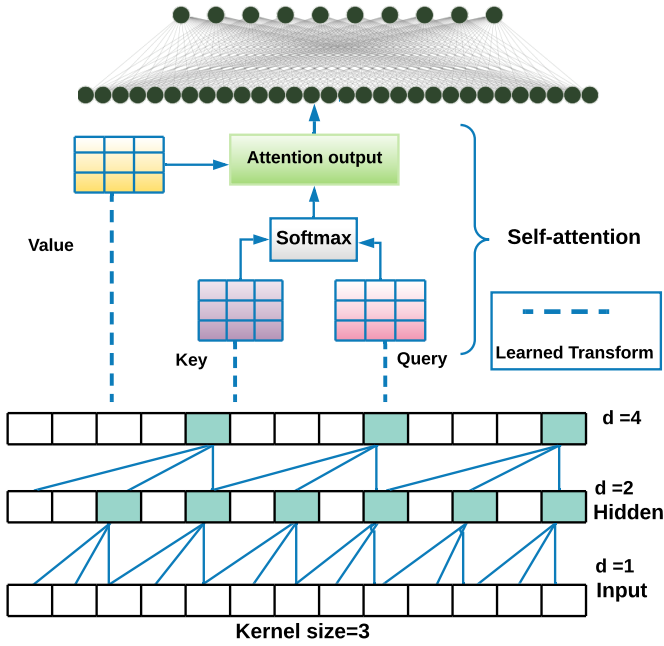 Attention output
Value
Softmax
Self-attention
Key
Query
Learned Transform
d =4
d =2
Hidden
d =1
Input
Kernel size=3